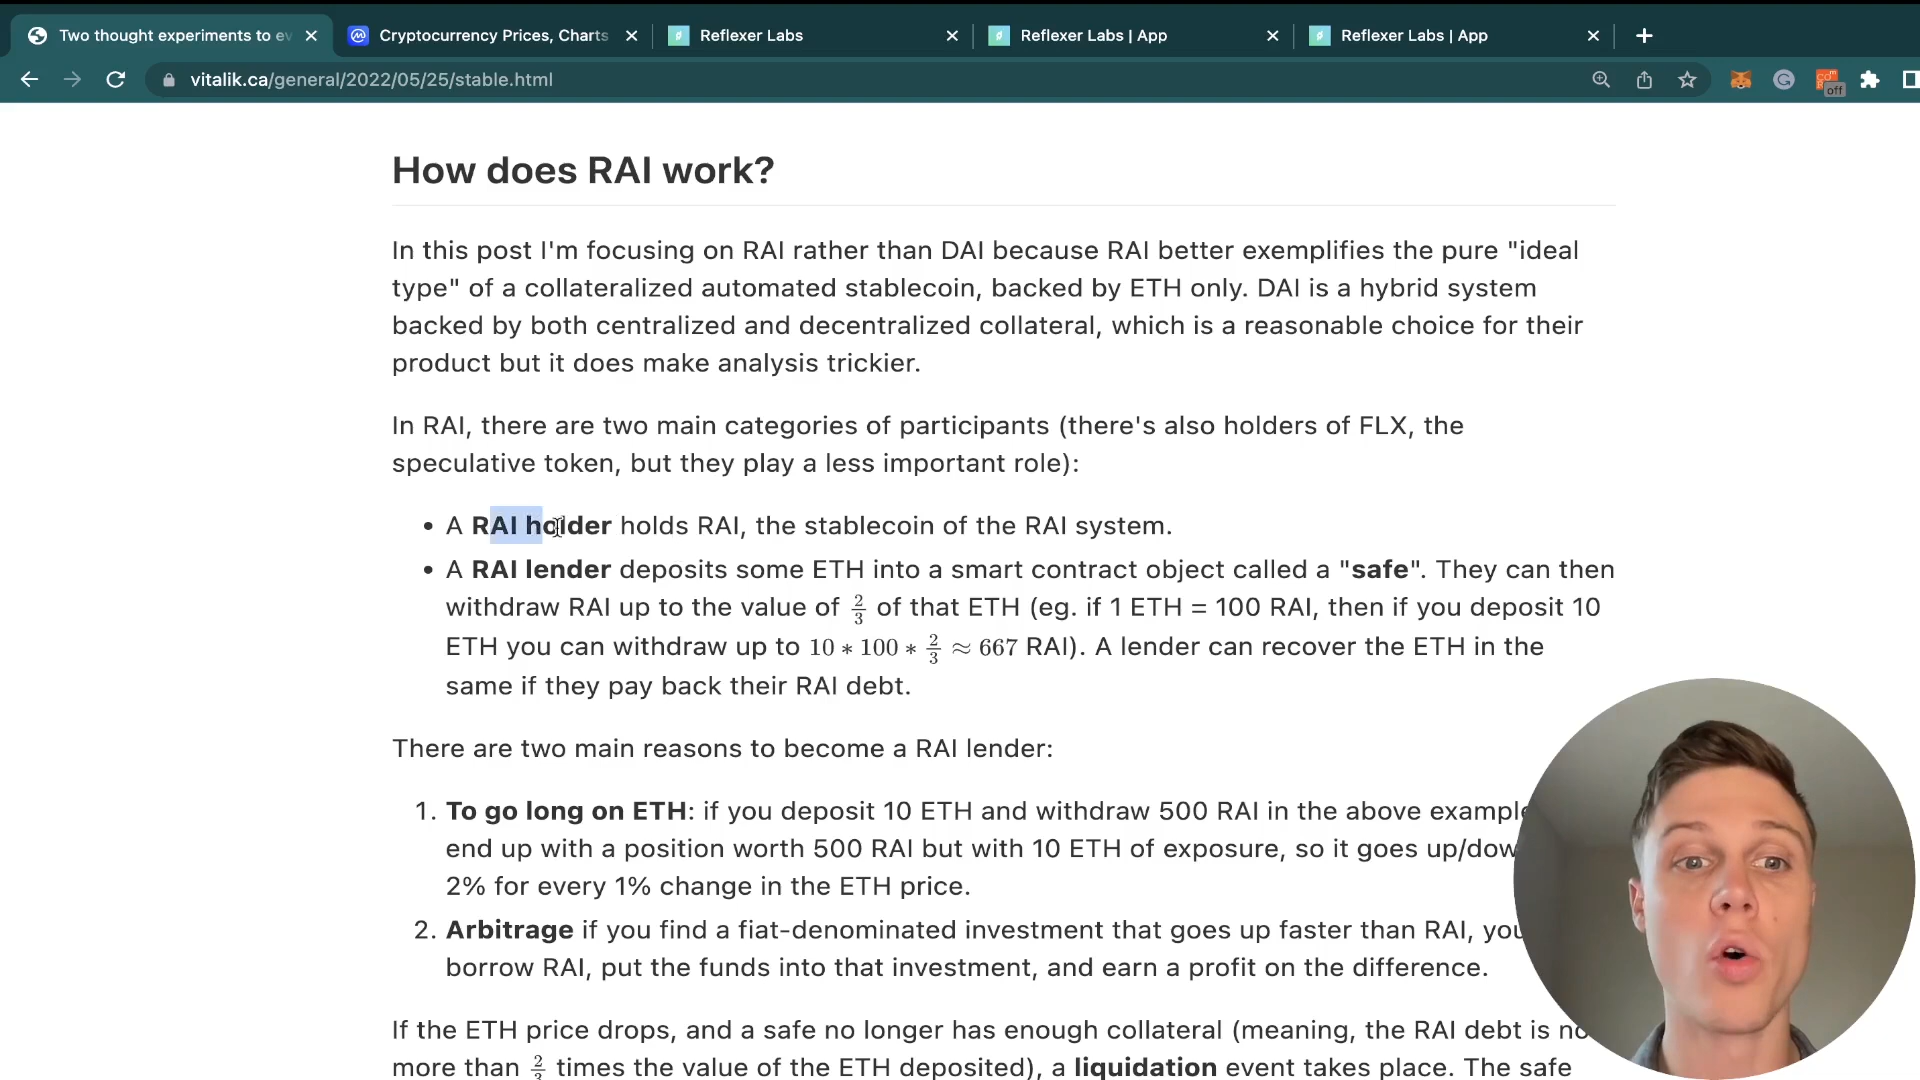 Two thought experiments to ev
Cryptocurrency Prices, Charts
Reflexer Labs
Reflexer Labs | App
Reflexer Labs | App
vitalik.ca/general/2022/05/25/stable.html
off
How does RAI work?
In this post I'm focusing on RAI rather than DAI because RAI better exemplifies the pure "ideal
type" of a collateralized automated stablecoin, backed by ETH only. DAI is a hybrid system
backed by both centralized and decentralized collateral, which is a reasonable choice for their
product but it does make analysis trickier.
In RAI, there are two main categories of participants (there's also holders of FLX, the
speculative token, but they play a less important role):
• A RAI holder holds RAI, the stablecoin of the RAI system.
• A RAI lender deposits some ETH into a smart contract object called a "safe". They can then
withdraw RAI up to the value of 2/3 of that ETH (eg. if 1 ETH = 100 RAI, then if you deposit 10
ETH you can withdraw up to 10 * 100 * 2/3 ≈ 667 RAI). A lender can recover the ETH in the
same if they pay back their RAI debt.
There are two main reasons to become a RAI lender:
1. To go long on ETH: if you deposit 10 ETH and withdraw 500 RAI in the above example
end up with a position worth 500 RAI but with 10 ETH of exposure, so it goes up/dow
2% for every 1% change in the ETH price.
2. Arbitrage if you find a fiat-denominated investment that goes up faster than RAI, you
borrow RAI, put the funds into that investment, and earn a profit on the difference.
If the ETH price drops, and a safe no longer has enough collateral (meaning, the RAI debt is no
more than 2/3 times the value of the ETH deposited), a liquidation event takes place. The safe